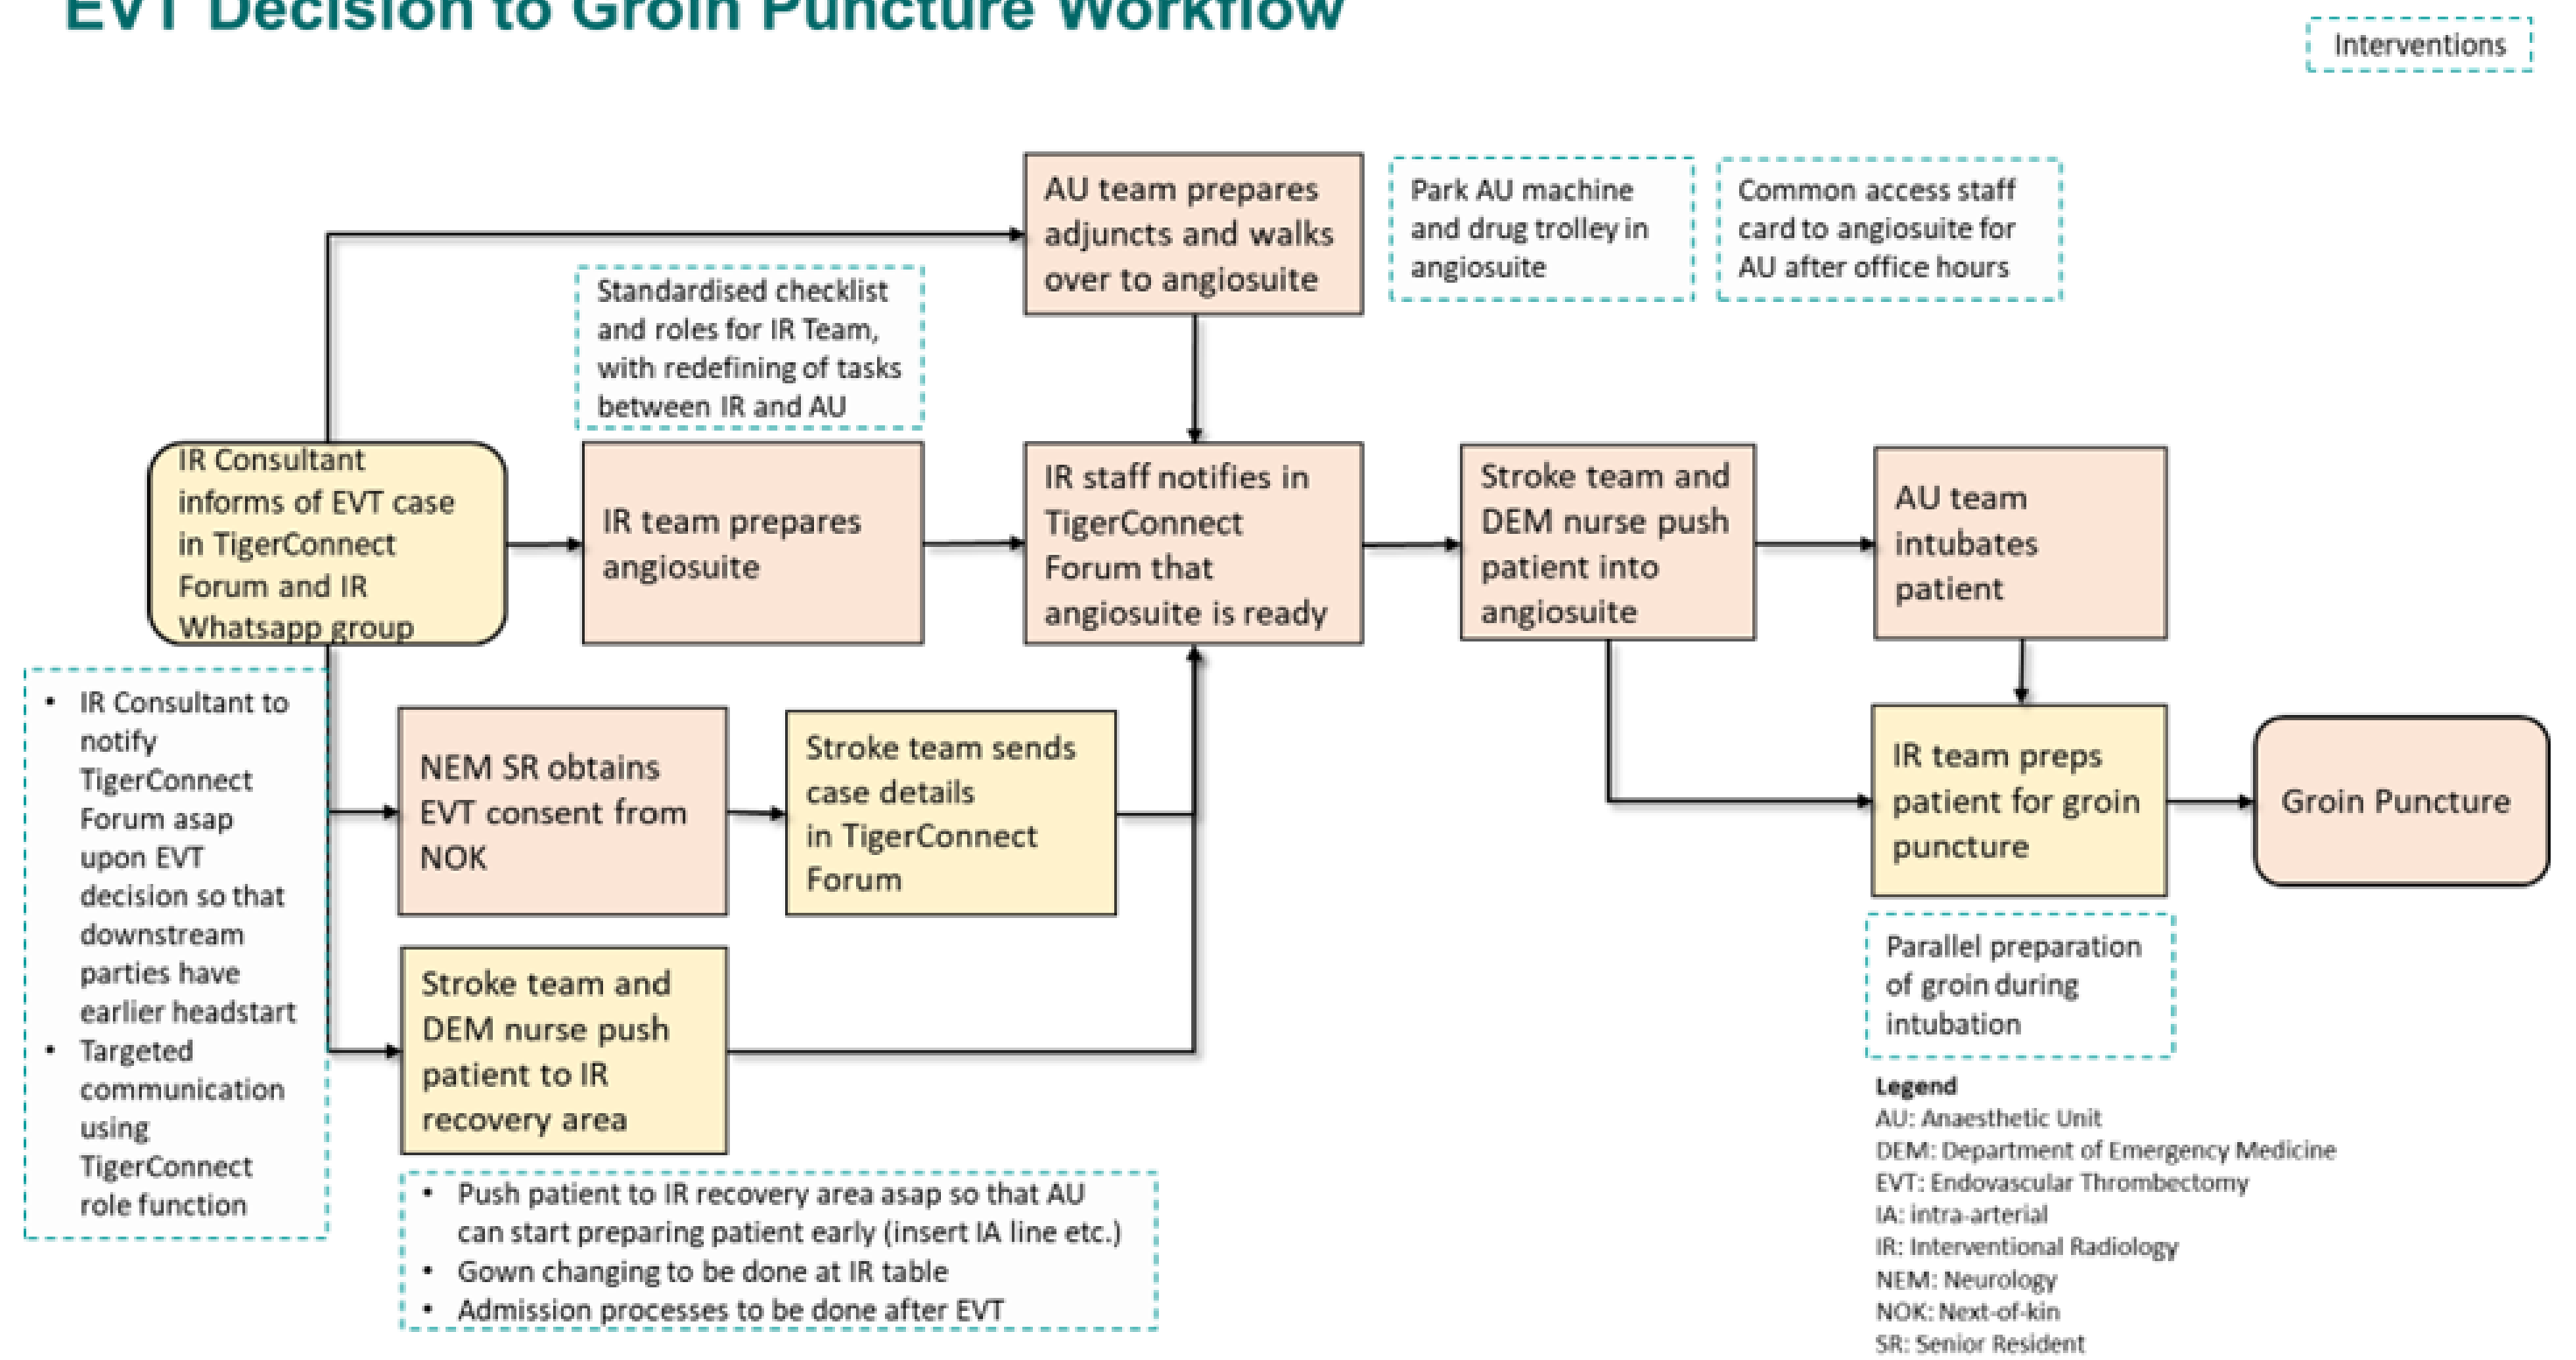 EVT Decision to Groin Puncture Workflow
Interventions
AU team prepares
adjuncts and walks
over to angiosuite
Park AU machine
and drug trolley in
angiosuite
Common access staff
card to angiosuite for
AU after office hours
Standardised checklist
and roles for IR Team,
with redefining of tasks
between IR and AU
IR Consultant
informs of EVT case
in TigerConnect
Forum and IR
Whatsapp group
IR team prepares
angiosuite
IR staff notifies in
TigerConnect
Forum that
angiosuite is ready
Stroke team and
DEM nurse push
patient into
angiosuite
AU team
intubates
patient
• IR Consultant to
notify
TigerConnect
Forum asap
upon EVT
decision so that
downstream
parties have
earlier headstart
• Targeted
communication
using
TigerConnect
role function
NEM SR obtains
EVT consent from
NOK
Stroke team sends
case details
in TigerConnect
Forum
IR team preps
patient for groin
puncture
Groin Puncture
Stroke team and
DEM nurse push
patient to IR
recovery area
Parallel preparation
of groin during
intubation
• Push patient to IR recovery area asap so that AU
can start preparing patient early (insert IA line etc.)
• Gown changing to be done at IR table
• Admission processes to be done after EVT
Legend
AU: Anaesthetic Unit
DEM: Department of Emergency Medicine
EVT: Endovascular Thrombectomy
IA: intra-arterial
IR: Interventional Radiology
NEM: Neurology
NOK: Next-of-kin
SR: Senior Resident